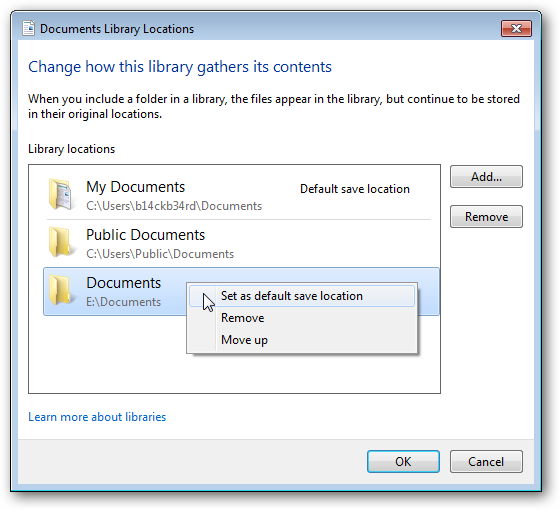 Documents Library Locations
Change how this library gathers its contents
When you include a folder in a library, the files appear in the library, but continue to be stored
in their original locations.
Library locations
My Documents
Default save location
C:\Users\b14ckb34rd\Documents
Public Documents
C:\Users\Public\Documents
Documents
E:\Documents
Set as default save location
Remove
Move up
Add...
Remove
Learn more about libraries
OK
Cancel